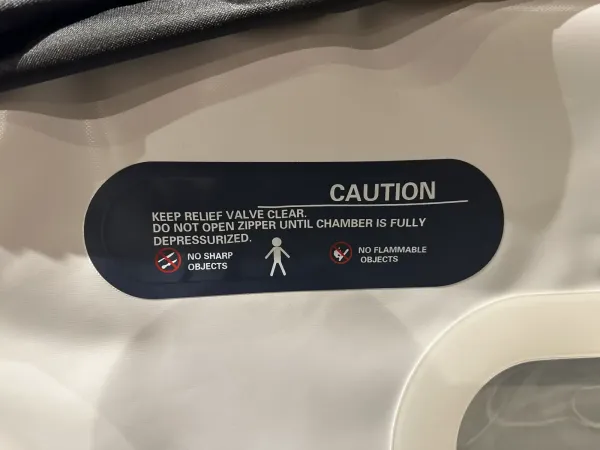 CAUTION
KEEP RELIEF VALVE CLEAR.
DO NOT OPEN ZIPPER UNTIL CHAMBER IS FULLY
DEPRESSURIZED.
NO SHARP
OBJECTS
NO FLAMMABLE
OBJECTS